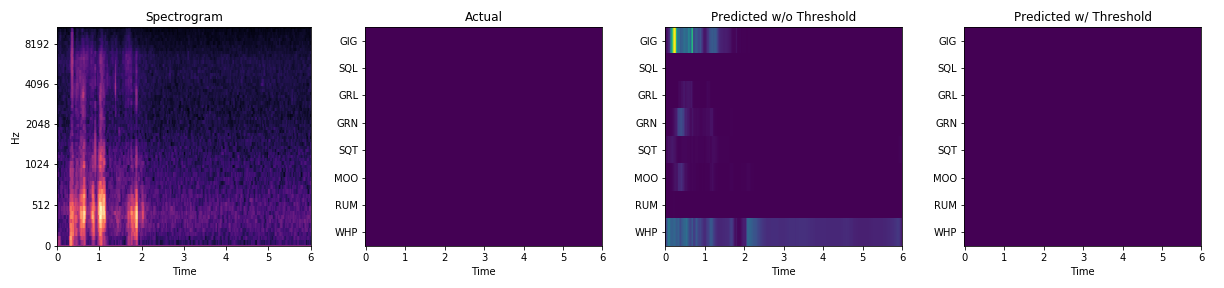 Spectrogram
Hz
8192
4096
2048
1024
512
0
0 1 2 3 4 5 6
Time
Actual
GIG
SQL
GRL
GRN
SQT
MOO
RUM
WHP
0 1 2 3 4 5 6
Time
Predicted w/o Threshold
GIG
SQL
GRL
GRN
SQT
MOO
RUM
WHP
0 1 2 3 4 5 6
Time
Predicted w/ Threshold
GIG
SQL
GRL
GRN
SQT
MOO
RUM
WHP
0 1 2 3 4 5 6
Time